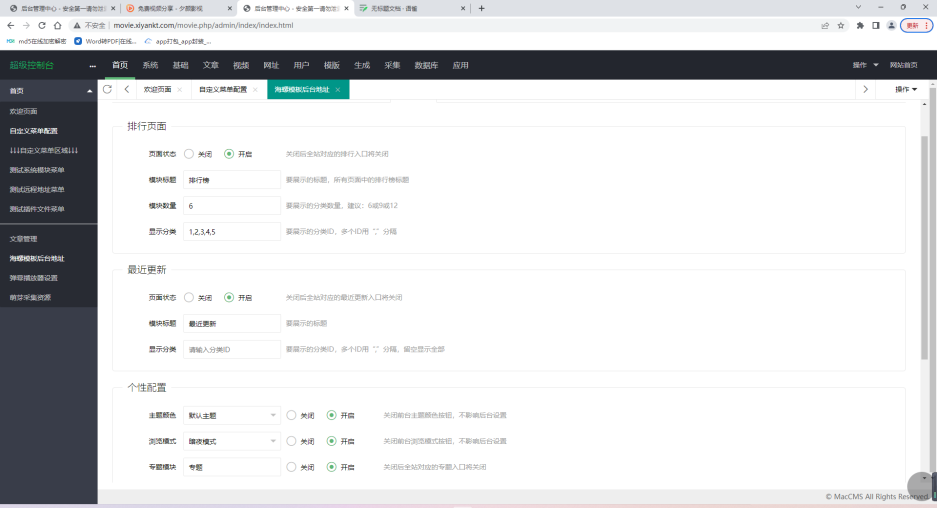 后台管理中心 - 安全第一请勿泄
免费视频分享 - 夕颜影视
后台管理中心 - 安全第一请勿泄
无标题文档 - 语雀
不安全 | movie.xiyankt.com/movie.php/admin/index/index.html
更新
md5在线加密解密
Word转PDF|在线...
app打包_app封装_...
超级控制台
首页 系统 基础 文章 视频 网址 用户 模版 生成 采集 数据库 应用
操作 网站首页
首页
欢迎页面 × 自定义菜单配置 × 海螺模板后台地址 ×
操作
欢迎页面
自定义菜单配置
↓↓↓自定义菜单区域↓↓↓
测试系统模块菜单
测试远程地址菜单
测试插件文件菜单
文章管理
海螺模板后台地址
弹幕播放器设置
萌芽采集资源
排行页面
页面状态 关闭 开启 关闭后全站对应的排行入口将关闭
模块标题 排行榜 要展示的标题，所有页面中的排行榜标题
模块数量 6 要展示的分类数量，建议：6或9或12
显示分类 1,2,3,4,5 要展示的分类ID，多个ID用 "," 分隔
最近更新
页面状态 关闭 开启 关闭后全站对应的最近更新入口将关闭
模块标题 最近更新 要展示的标题
显示分类 请输入分类ID 要展示的分类ID，多个ID用 "," 分隔，留空显示全部
个性配置
主题颜色 默认主题 关闭 开启 关闭前台主题颜色按钮，不影响后台设置
浏览模式 暗夜模式 关闭 开启 关闭前台浏览模式按钮，不影响后台设置
专题模块 专题 关闭 开启 关闭后全站对应的专题入口将关闭
© MacCMS All Rights Reserved.